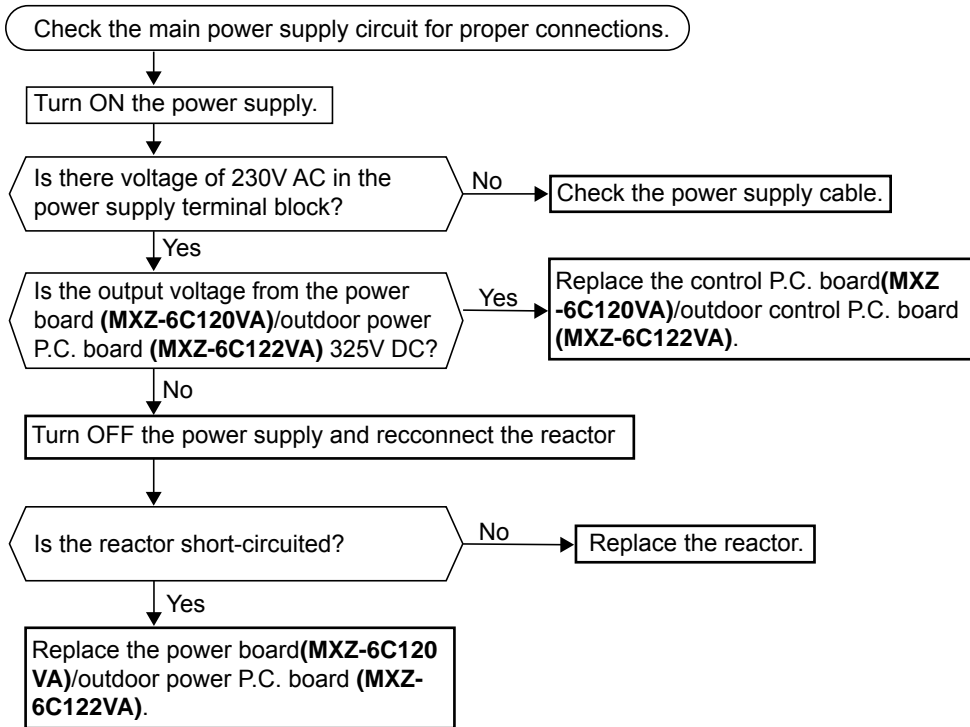 Check the main power supply circuit for proper connections.
Turn ON the power supply.
Is there voltage of 230V AC in the
power supply terminal block?
No
Check the power supply cable.
Yes
Is the output voltage from the power
board (MXZ-6C120VA)/outdoor power
P.C. board (MXZ-6C122VA) 325V DC?
Yes
Replace the control P.C. board(MXZ
-6C120VA)/outdoor control P.C. board
(MXZ-6C122VA).
No
Turn OFF the power supply and recconnect the reactor
Is the reactor short-circuited?
No
Replace the reactor.
Yes
Replace the power board(MXZ-6C120
VA)/outdoor power P.C. board (MXZ-
6C122VA).